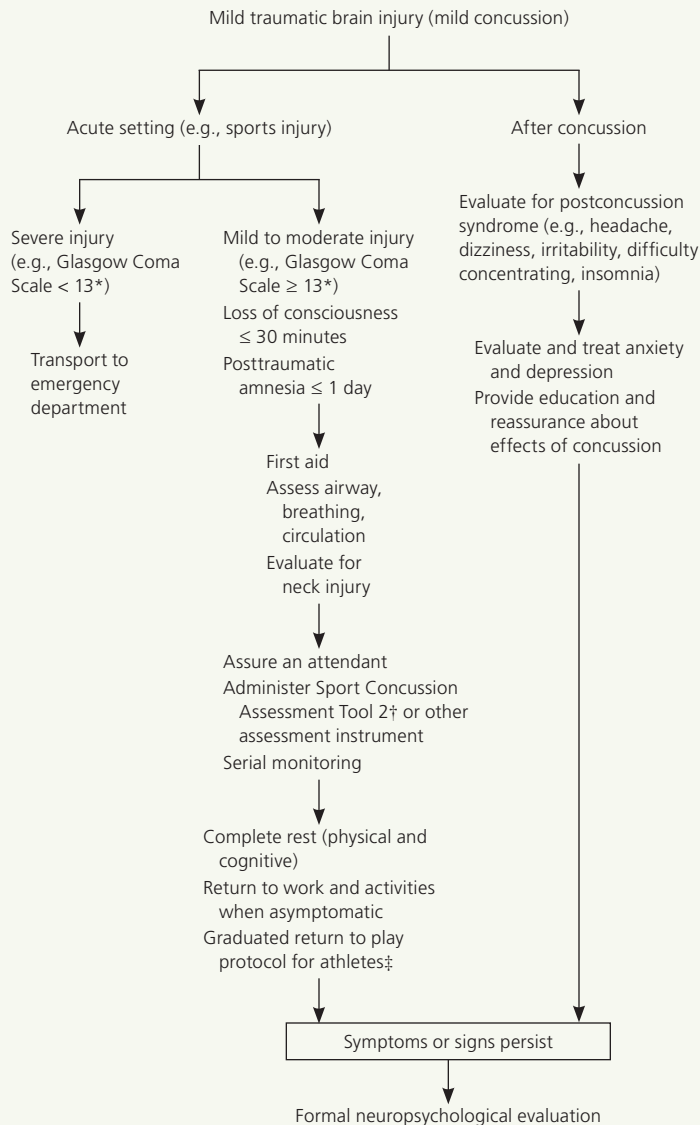 Mild traumatic brain injury (mild concussion)
Acute setting (e.g., sports injury)
After concussion
Severe injury
(e.g., Glasgow Coma
Scale < 13*)
Transport to
emergency
department
Mild to moderate injury
(e.g., Glasgow Coma
Scale ≥ 13*)
Loss of consciousness
≤ 30 minutes
Posttraumatic
amnesia ≤ 1 day
First aid
Assess airway,
breathing,
circulation
Evaluate for
neck injury
Assure an attendant
Administer Sport Concussion
Assessment Tool 2† or other
assessment instrument
Serial monitoring
Complete rest (physical and
cognitive)
Return to work and activities
when asymptomatic
Graduated return to play
protocol for athletes‡
Evaluate for postconcussion
syndrome (e.g., headache,
dizziness, irritability, difficulty
concentrating, insomnia)
Evaluate and treat anxiety
and depression
Provide education and
reassurance about
effects of concussion
Symptoms or signs persist
Formal neuropsychological evaluation